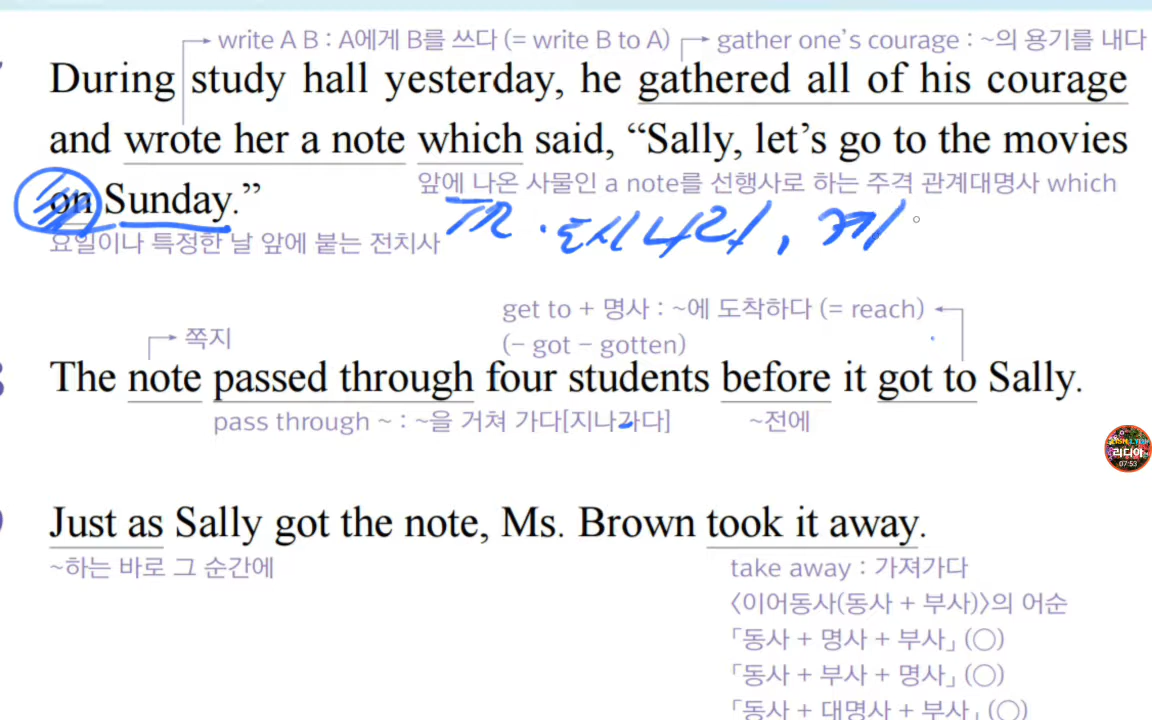 write A B : A에게 B를 쓰다 (= write B to A) gather one's courage : ~의 용기를 내다
During study hall yesterday, he gathered all of his courage
and wrote her a note which said, “Sally, let's go to the movies
앞에 나온 사물인 a note를 선행사로 하는 주격 관계대명사 which
on Sunday.”
요일이나 특정한 날 앞에 붙는 전치사
get to + 명사 : ~에 도착하다 (= reach)
쪽지
(– got – gotten)
The note passed through four students before it got to Sally.
pass through ~ : ~을 거쳐 가다[지나가다] ~전에
리디아
07:53
Just as Sally got the note, Ms. Brown took it away.
~하는 바로 그 순간에
take away : 가져가다
〈이어동사(동사 + 부사)〉의 어순
「동사 + 명사 + 부사」 (○)
「동사 + 부사 + 명사」 (○)
「동사 + 대명사 + 부사」 (○)